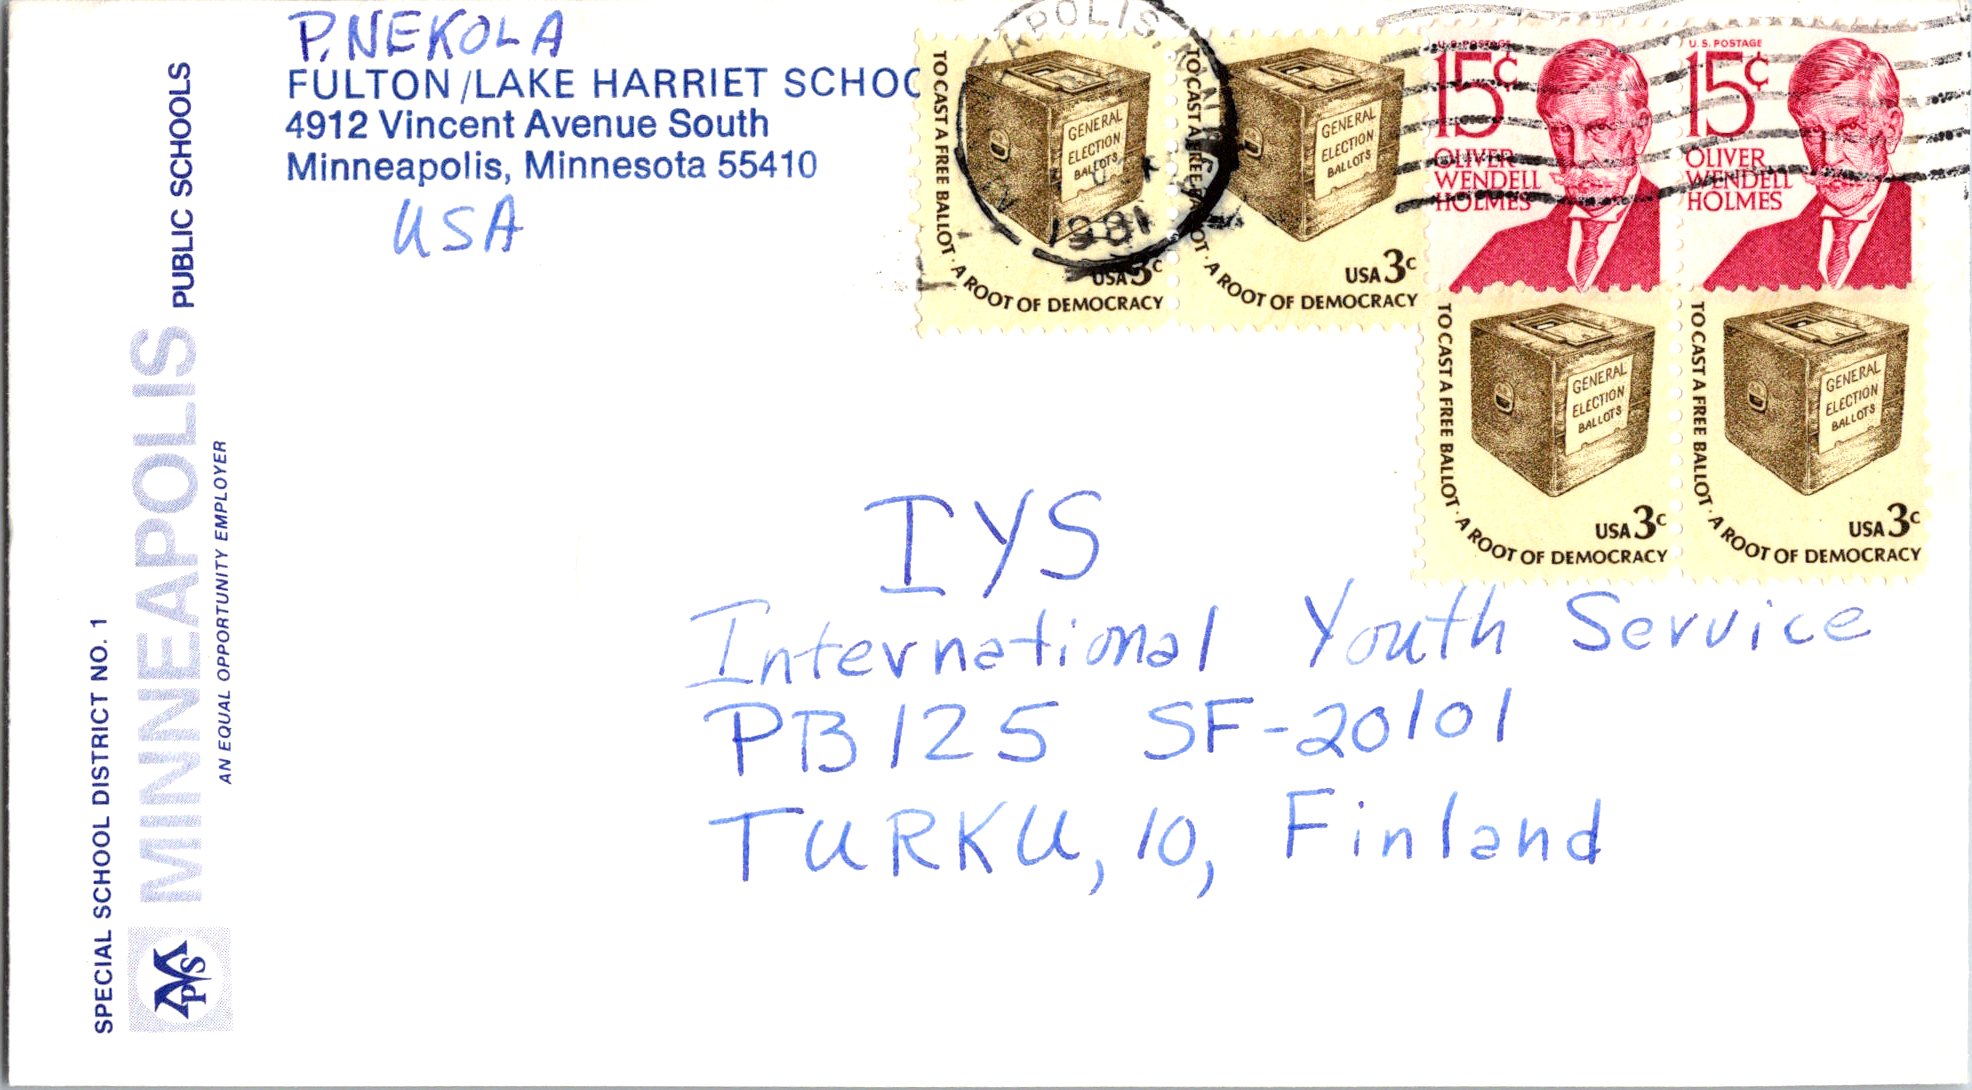 P. NEKOLA
FULTON/LAKE HARRIET SCHOO
4912 Vincent Avenue South
Minneapolis, Minnesota 55410
USA
SPECIAL SCHOOL DISTRICT NO. 1
MINNEAPOLIS PUBLIC SCHOOLS
AN EQUAL OPPORTUNITY EMPLOYER
MPS
APOLIS, MN
1981
TO CAST A FREE BALLOT · A ROOT OF DEMOCRACY
GENERAL
ELECTION
BALLOTS
USA 3c
TO CAST A FREE BALLOT · A ROOT OF DEMOCRACY
GENERAL
ELECTION
BALLOTS
USA 3c
U.S. POSTAGE
15¢
OLIVER
WENDELL
HOLMES
U.S. POSTAGE
15¢
OLIVER
WENDELL
HOLMES
TO CAST A FREE BALLOT · A ROOT OF DEMOCRACY
GENERAL
ELECTION
BALLOTS
USA 3c
TO CAST A FREE BALLOT · A ROOT OF DEMOCRACY
GENERAL
ELECTION
BALLOTS
USA 3c
IYS
International Youth Service
PB 125 SF-20101
TURKU, 10, Finland